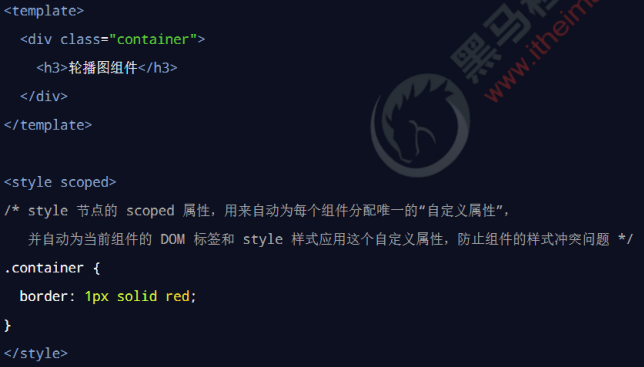 <template>
  <div class="container">
    <h3>轮播图组件</h3>
  </div>
</template>
<style scoped>
/* style 节点的 scoped 属性，用来自动为每个组件分配唯一的“自定义属性”，
   并自动为当前组件的 DOM 标签和 style 样式应用这个自定义属性，防止组件的样式冲突问题 */
.container {
  border: 1px solid red;
}
</style>
黑马程
www.itheima